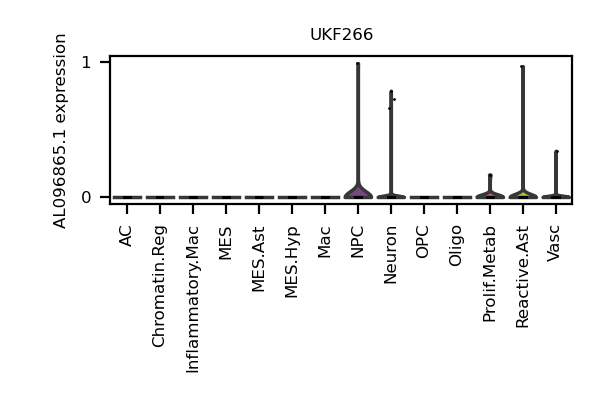 UKF266
AL096865.1 expression
1
0
AC
Chromatin.Reg
Inflammatory.Mac
MES
MES.Ast
MES.Hyp
Mac
NPC
Neuron
OPC
Oligo
Prolif.Metab
Reactive.Ast
Vasc